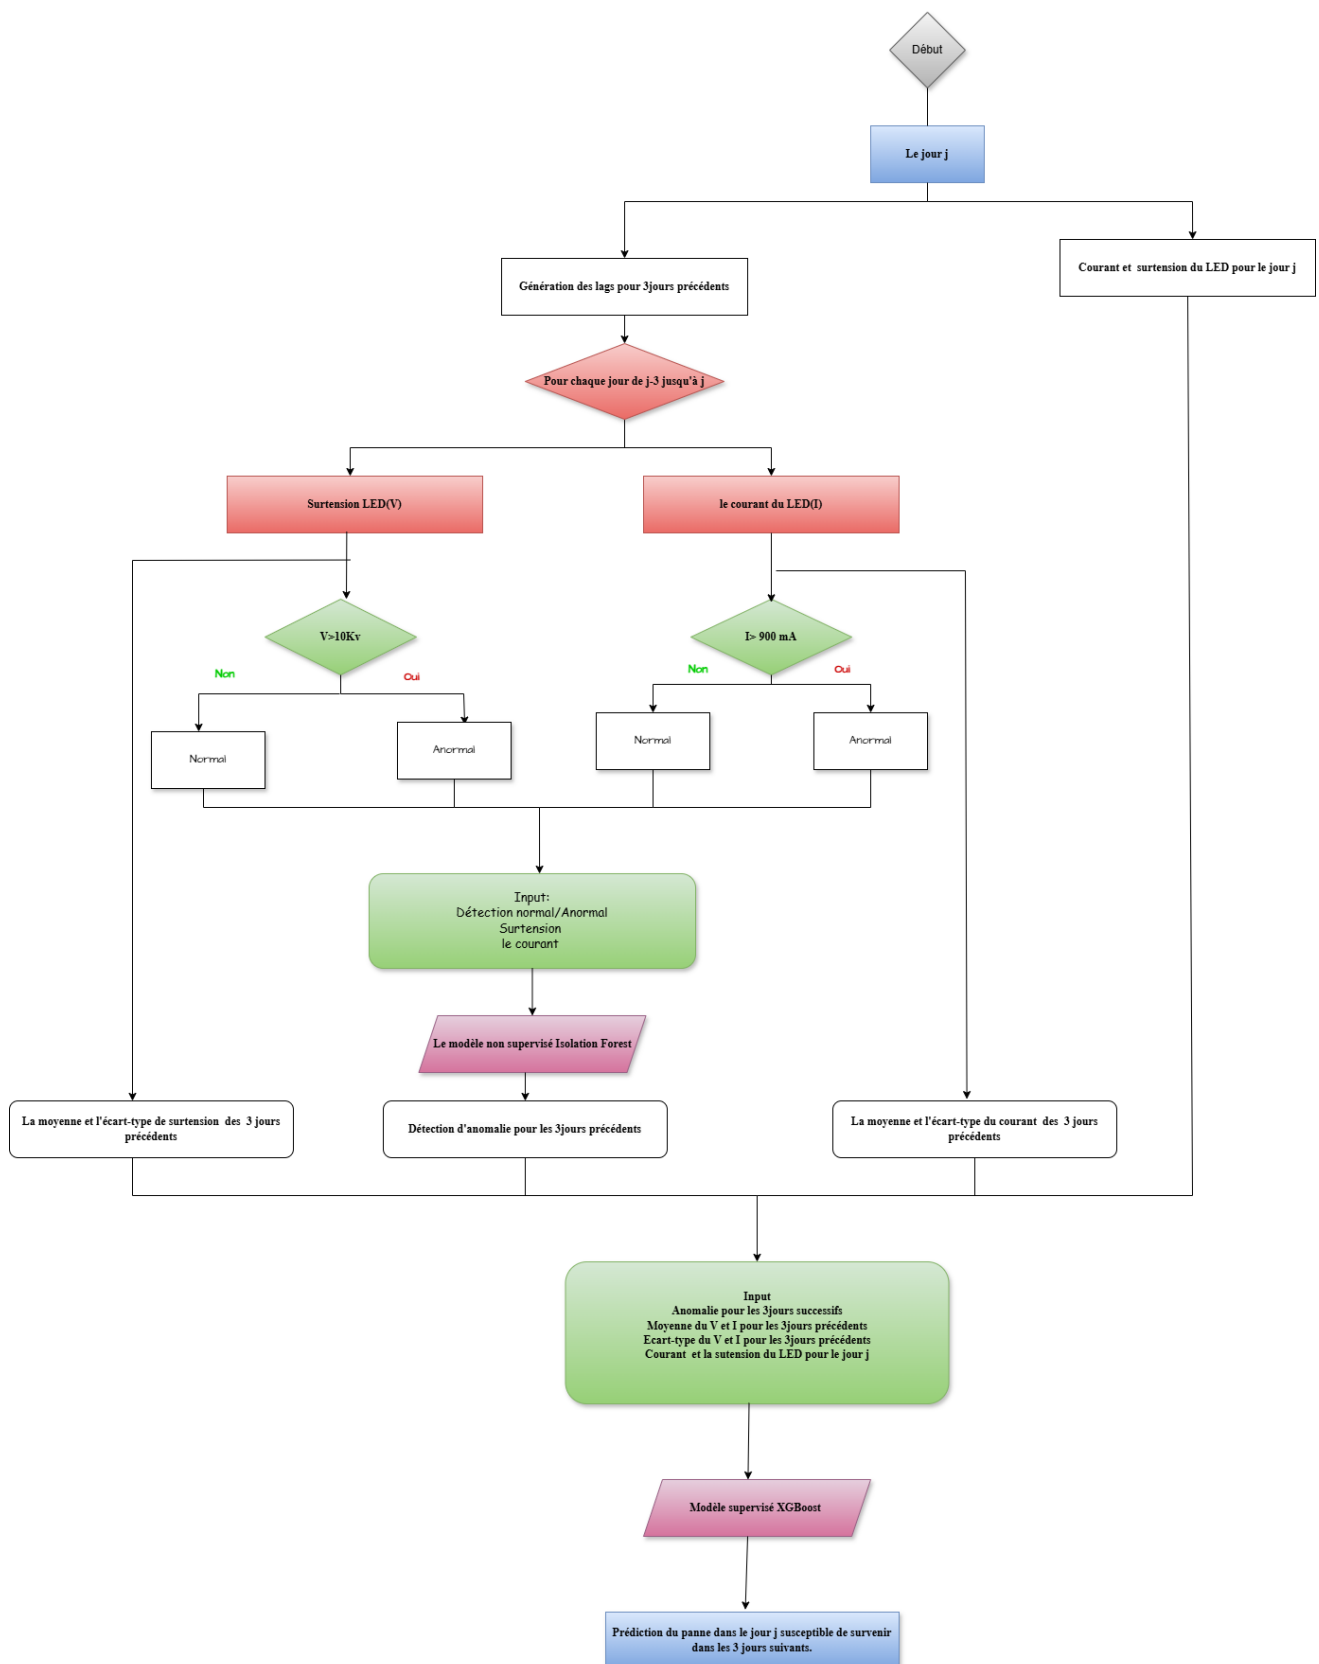 Début
Le jour j
Courant et surtension du LED pour le jour j
Génération des lags pour 3jours précédents
Pour chaque jour de j-3 jusqu'à j
Surtension LED(V)
le courant du LED(I)
V>10Kv
I> 900 mA
Non
Oui
Non
Oui
Normal
Anormal
Normal
Anormal
Input:
Détection normal/Anormal
Surtension
le courant
Le modèle non supervisé Isolation Forest
La moyenne et l'écart-type de surtension des 3 jours
précédents
Détection d'anomalie pour les 3jours précédents
La moyenne et l'écart-type du courant des 3 jours
précédents
Input
Anomalie pour les 3jours successifs
Moyenne du V et I pour les 3jours précédents
Ecart-type du V et I pour les 3jours précédents
Courant et la sutension du LED pour le jour j
Modèle supervisé XGBoost
Prédiction du panne dans le jour j susceptible de survenir
dans les 3 jours suivants.